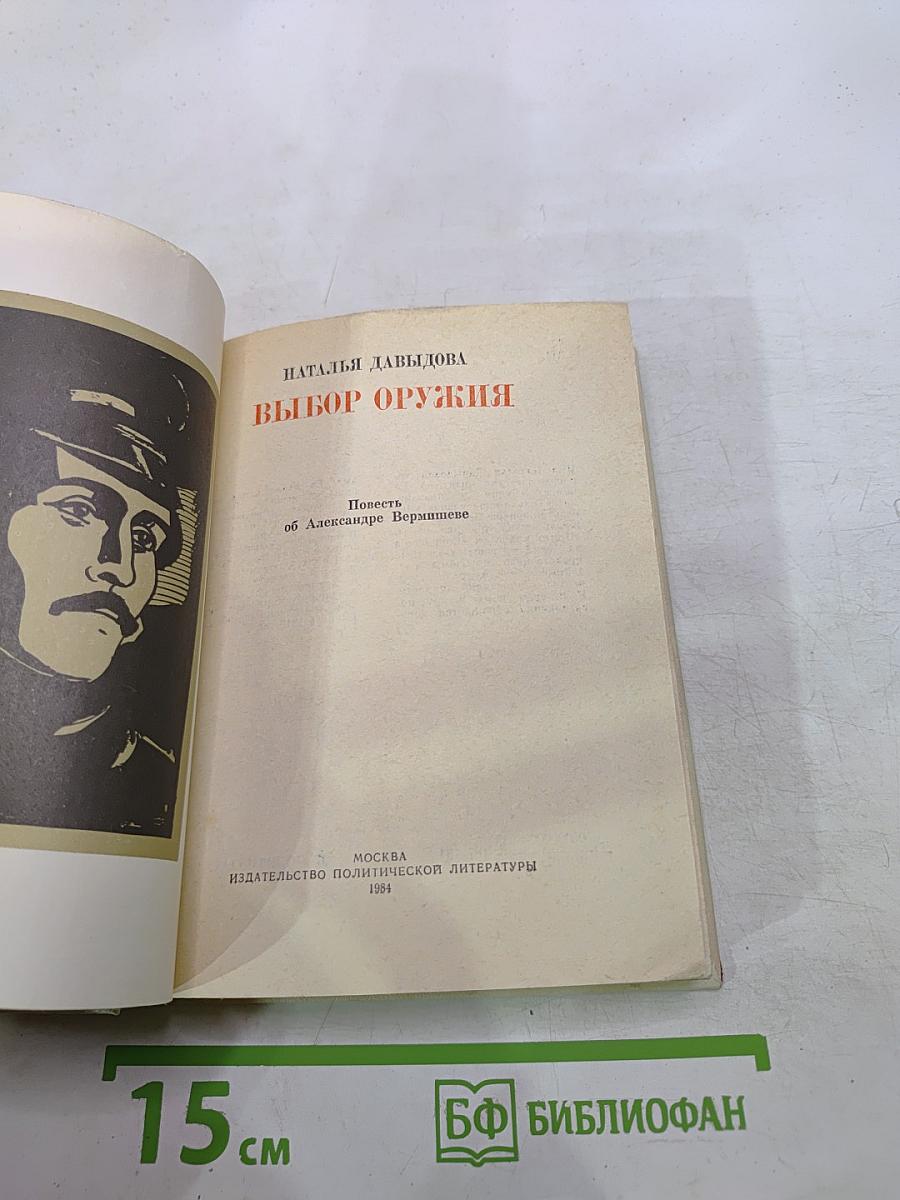 НАТАЛЬЯ ДАВЫДОВА
ВЫБОР ОРУЖИЯ
Повесть
об Александре Вермишеве
МОСКВА
ИЗДАТЕЛЬСТВО ПОЛИТИЧЕСКОЙ ЛИТЕРАТУРЫ
1984
15 см
БФ БИБЛИОФАН